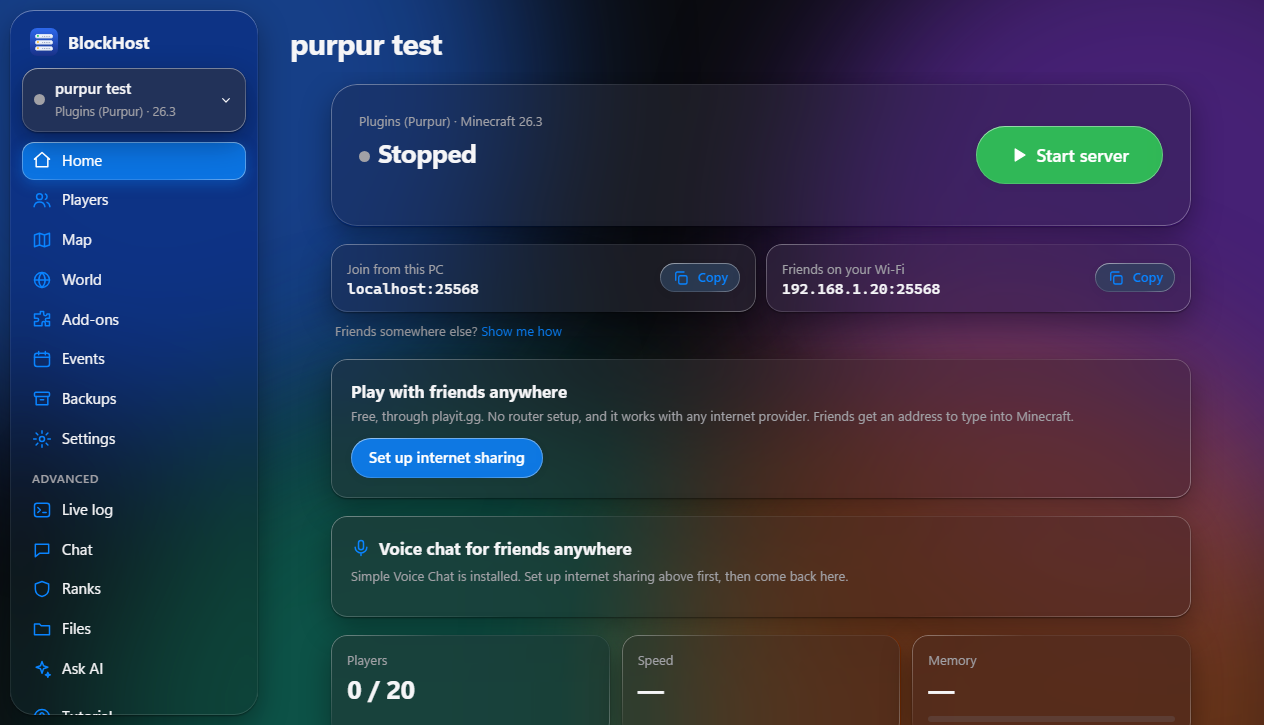 BlockHost
purpur test
Plugins (Purpur) · 26.3
Home
Players
Map
World
Add-ons
Events
Backups
Settings
ADVANCED
Live log
Chat
Ranks
Files
Ask AI
Tutorial
purpur test
Plugins (Purpur) · Minecraft 26.3
Stopped
Start server
Join from this PC
localhost:25568
Copy
Friends on your Wi-Fi
192.168.1.20:25568
Copy
Friends somewhere else? Show me how
Play with friends anywhere
Free, through playit.gg. No router setup, and it works with any internet provider. Friends get an address to type into Minecraft.
Set up internet sharing
Voice chat for friends anywhere
Simple Voice Chat is installed. Set up internet sharing above first, then come back here.
Players
0 / 20
Speed
—
Memory
—